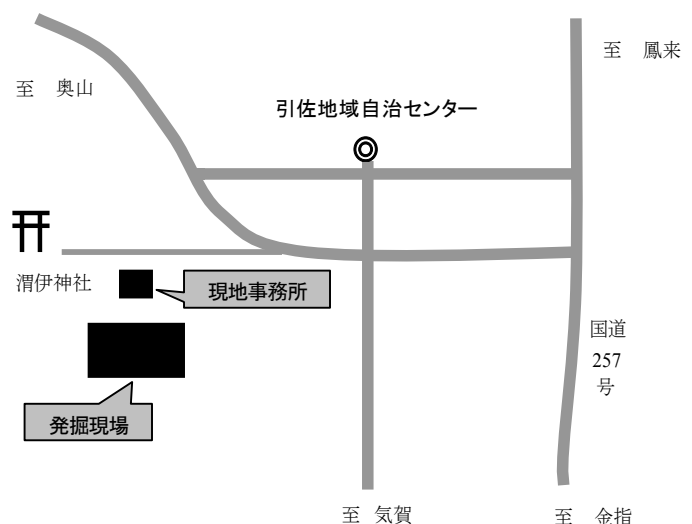 至 鳳来
至 奥山
引佐地域自治センター
渭伊神社
現地事務所
国道
257
号
発掘現場
至 気賀
至 金指